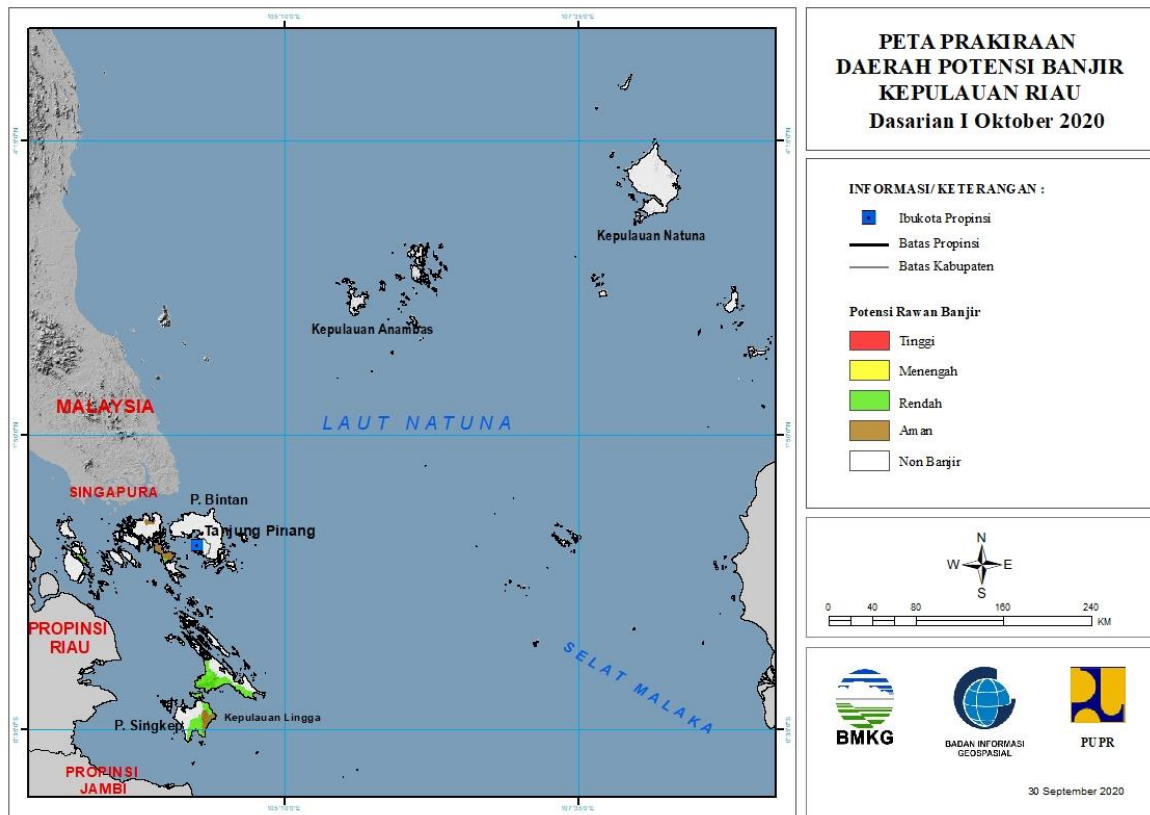 PETA PRAKIRAAN
DAERAH POTENSI BANJIR
KEPULAUAN RIAU
Dasarian I Oktober 2020
INFORMASI/ KETERANGAN :
Ibukota Propinsi
Batas Propinsi
Batas Kabupaten
Potensi Rawan Banjir
Tinggi
Menengah
Rendah
Aman
Non Banjir
N
W E
S
0 40 80 160 240
KM
BMKG
BADAN INFORMASI
GEOSPASIAL
PUPR
30 September 2020
Kepulauan Natuna
Kepulauan Anambas
MALAYSIA
LAUT NATUNA
SINGAPURA
P. Bintan
Tanjung Pinang
PROPINSI
RIAU
SELAT MALAKA
Kepulauan Lingga
P. Singkep
PROPINSI
JAMBI